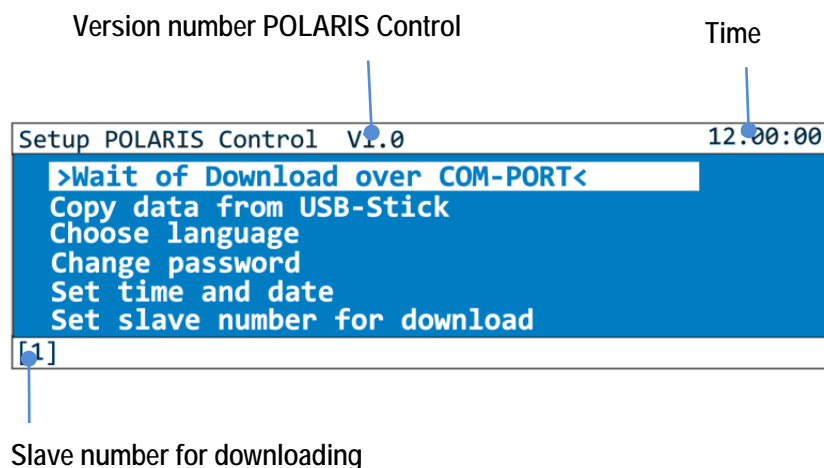 Version number POLARIS Control
Time
Setup POLARIS Control V1.0
12:00:00
>Wait of Download over COM-PORT<
Copy data from USB-Stick
Choose language
Change password
Set time and date
Set slave number for download
[1]
Slave number for downloading